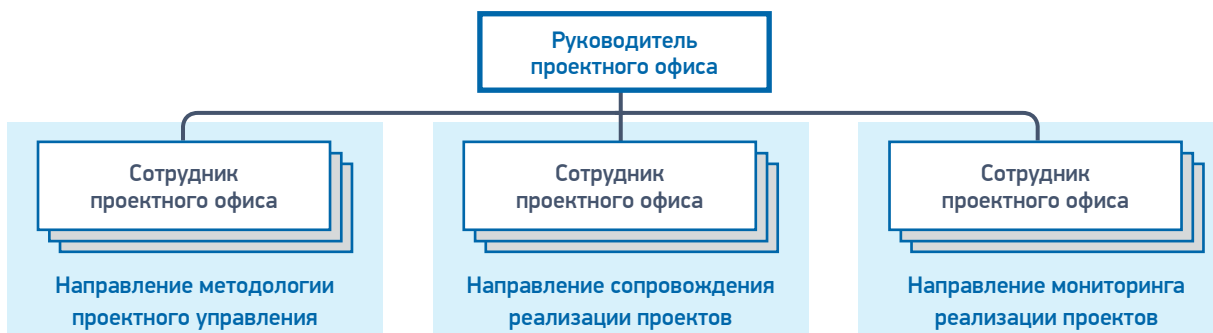 Руководитель
проектного офиса
Сотрудник
проектного офиса
Направление методологии
проектного управления
Сотрудник
проектного офиса
Направление сопровождения
реализации проектов
Сотрудник
проектного офиса
Направление мониторинга
реализации проектов